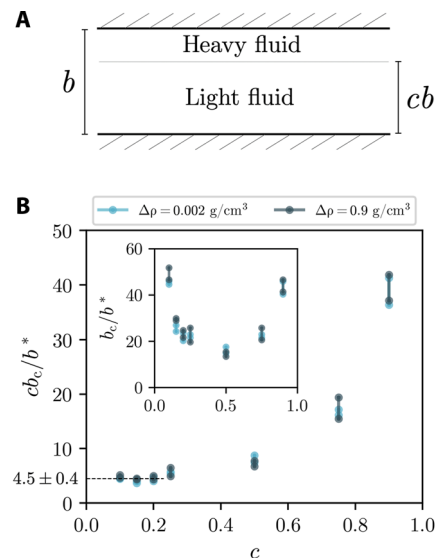 A
Heavy fluid
b
Light fluid
cb
B
Δρ = 0.002 g/cm³
Δρ = 0.9 g/cm³
50
40
30
20
10
0
cb_c/b*
4.5 ± 0.4
60
40
20
0
b_c/b*
0.0 0.5 1.0
0.0 0.2 0.4 0.6 0.8 1.0
c